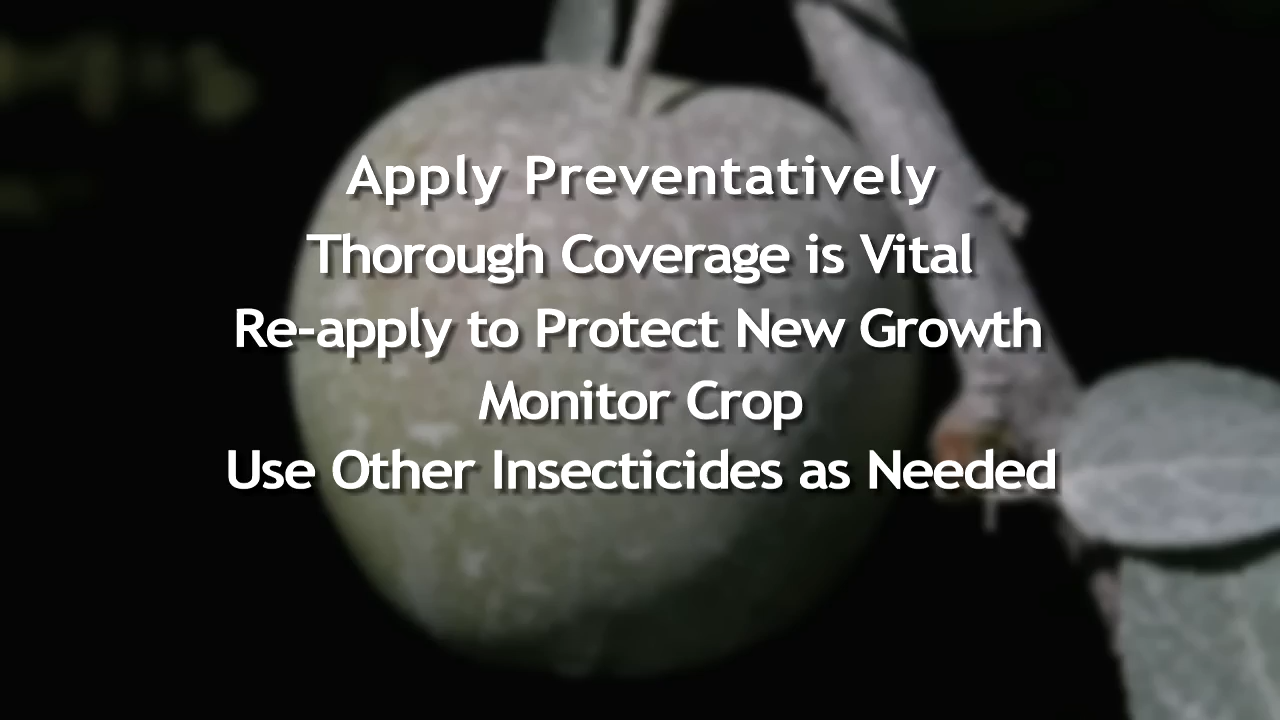 Apply Preventatively
Thorough Coverage is Vital
Re-apply to Protect New Growth
Monitor Crop
Use Other Insecticides as Needed